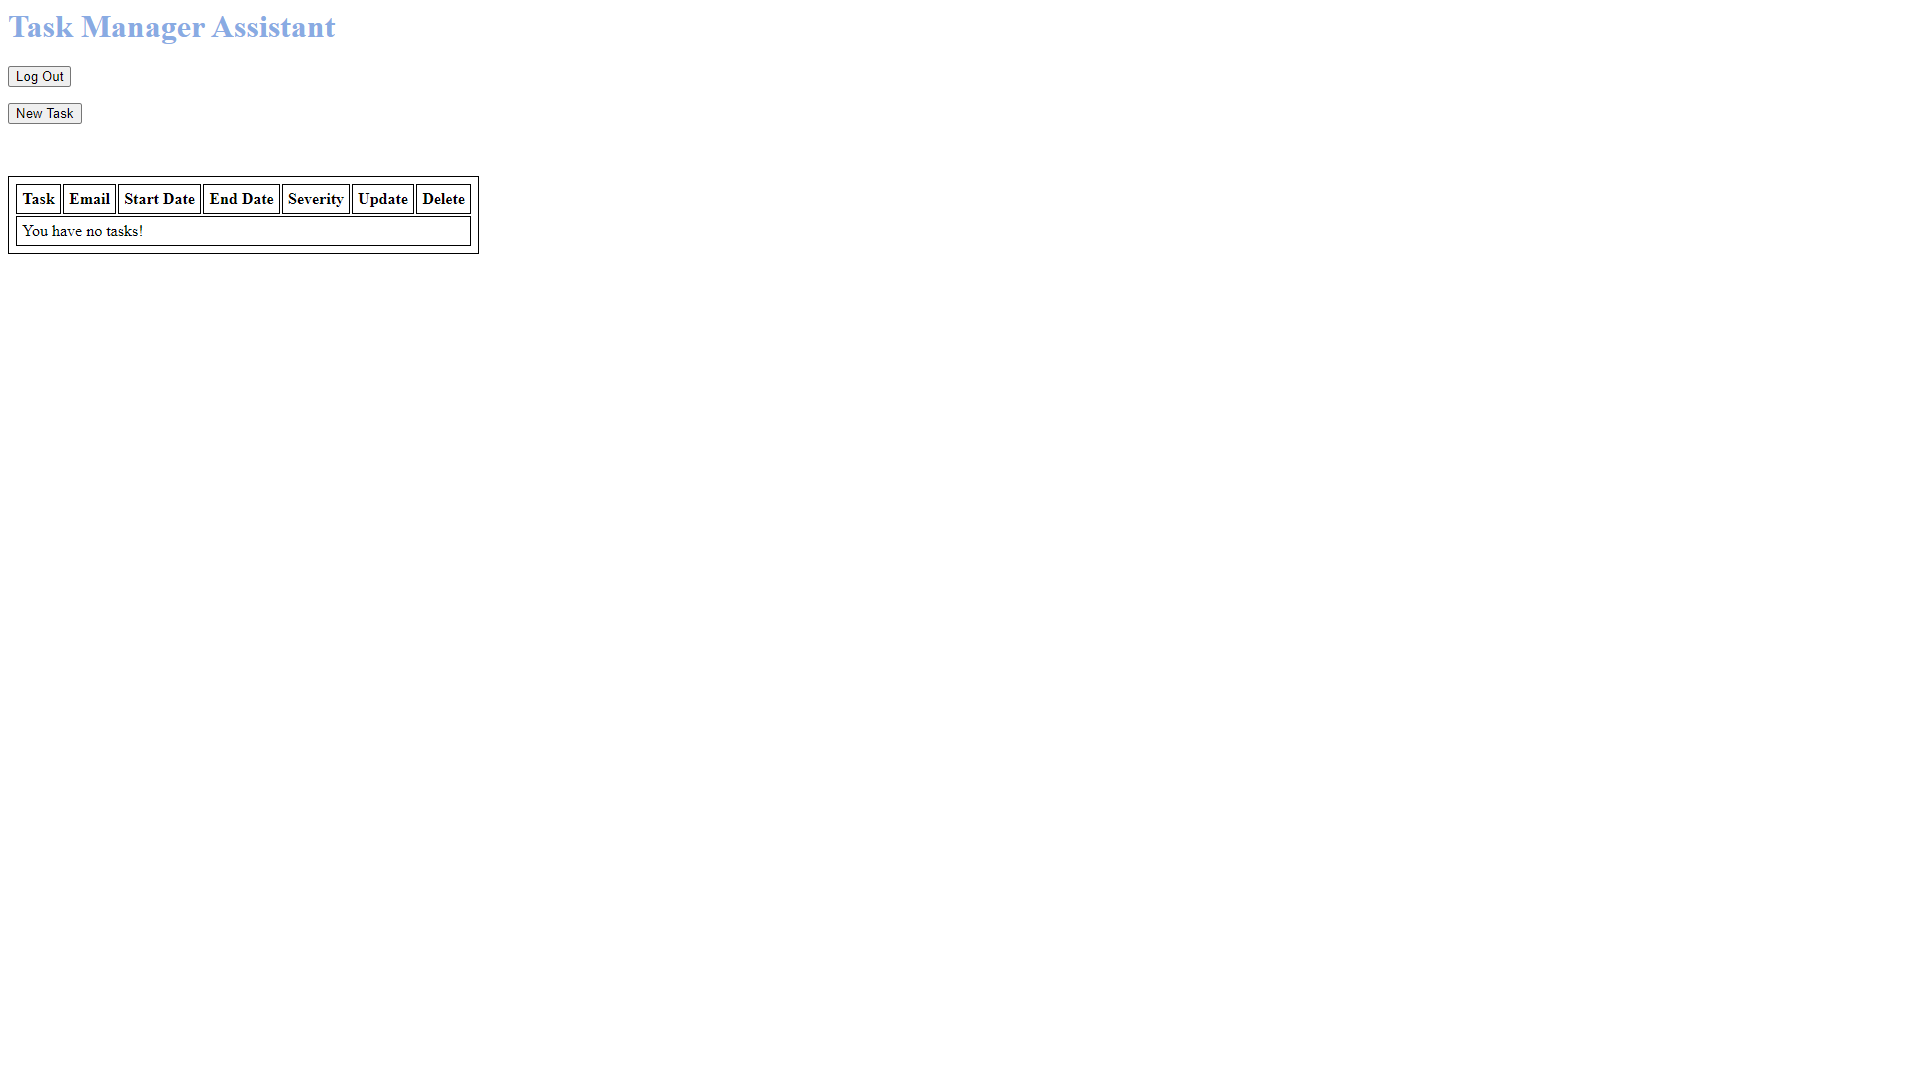 Task Manager Assistant
Log Out
New Task
Task Email Start Date End Date Severity Update Delete
You have no tasks!